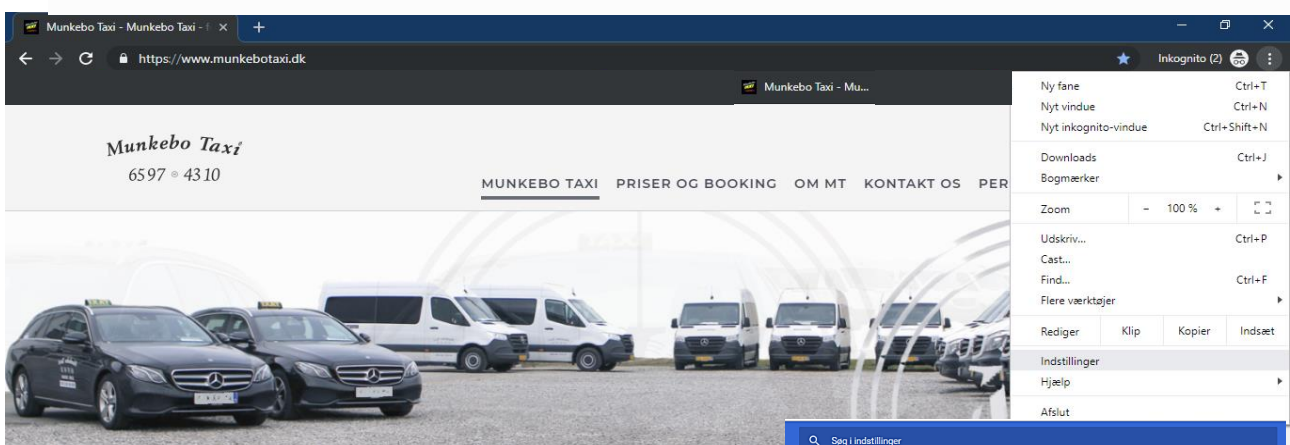 Munkebo Taxi - Munkebo Taxi - f
https://www.munkebotaxi.dk
Inkognito (2)
Munkebo Taxi - Mu...
Munkebo Taxi
6597 4310
MUNKEBO TAXI PRISER OG BOOKING OM MT KONTAKT OS PER
Ny fane Ctrl+T
Nyt vindue Ctrl+N
Nyt inkognito-vindue Ctrl+Shift+N
Downloads Ctrl+J
Bogmærker
Zoom - 100 % +
Udskriv... Ctrl+P
Cast...
Find... Ctrl+F
Flere værktøjer
Rediger Klip Kopier Indsæt
Indstillinger
Hjælp
Afslut
TAXI
TAXI
Søg i indstillinger